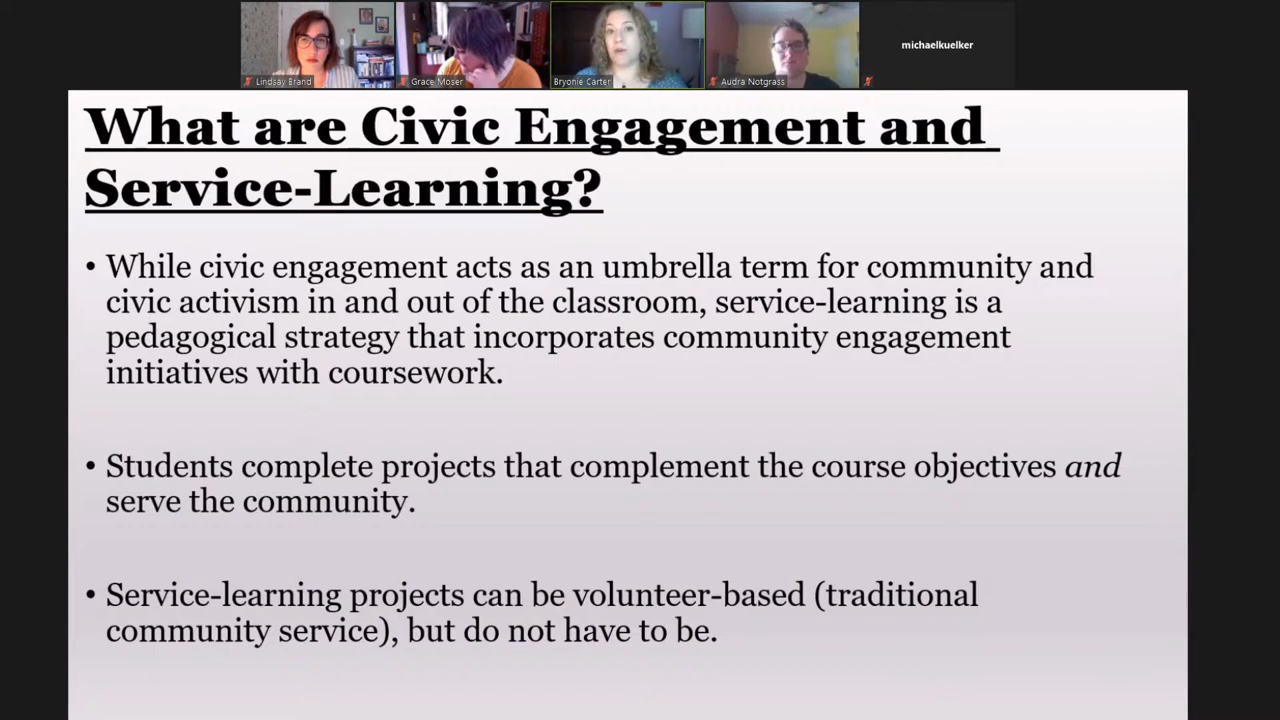 Lindsay Brand
Grace Moser
Bryonie Carter
Audra Notgrass
michaelkuelker
What are Civic Engagement and
Service-Learning?
• While civic engagement acts as an umbrella term for community and
civic activism in and out of the classroom, service-learning is a
pedagogical strategy that incorporates community engagement
initiatives with coursework.
• Students complete projects that complement the course objectives and
serve the community.
• Service-learning projects can be volunteer-based (traditional
community service), but do not have to be.